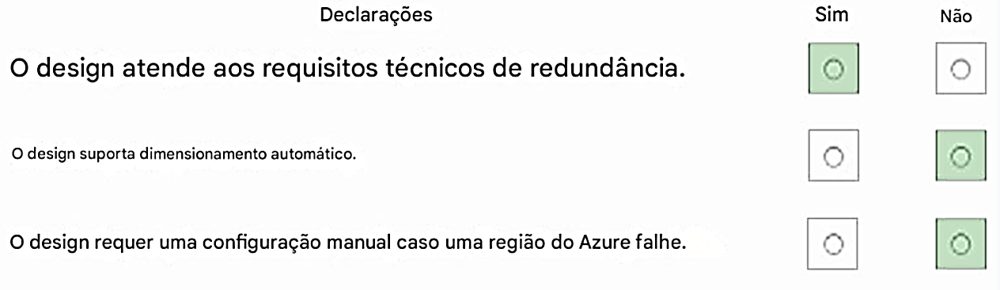 Declarações Sim Não
O design atende aos requisitos técnicos de redundância.
O design suporta dimensionamento automático.
O design requer uma configuração manual caso uma região do Azure falhe.